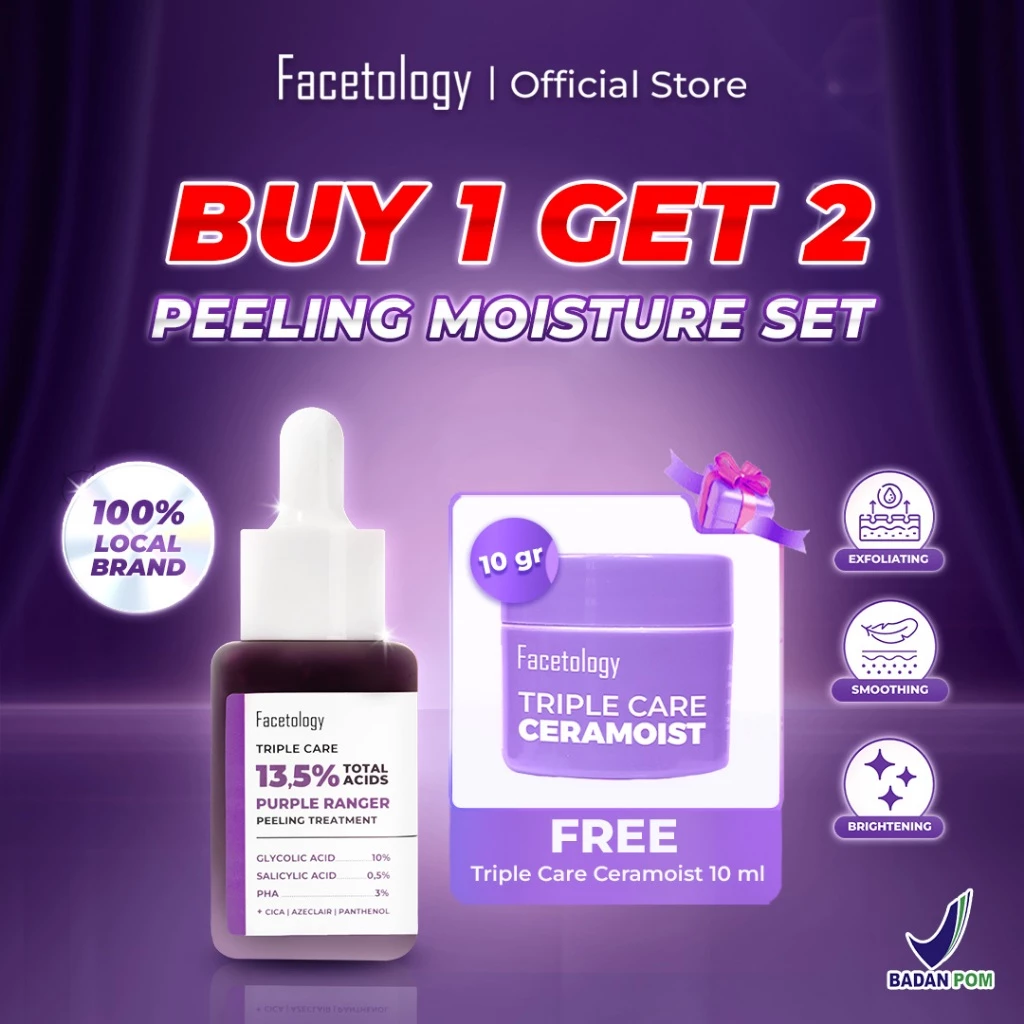 Facetology | Official Store
BUY 1 GET 2
PEELING MOISTURE SET
100%
LOCAL
BRAND
Facetology
TRIPLE CARE
13,5% TOTAL ACIDS
PURPLE RANGER
PEELING TREATMENT
GLYCOLIC ACID 10%
SALICYLIC ACID 0,5%
PHA 3%
+ CICA | AZECLAIR | PANTHENOL
10 gr
Facetology
TRIPLE CARE
CERAMOIST
FREE
Triple Care Ceramoist 10 ml
EXFOLIATING
SMOOTHING
BRIGHTENING
BADAN POM